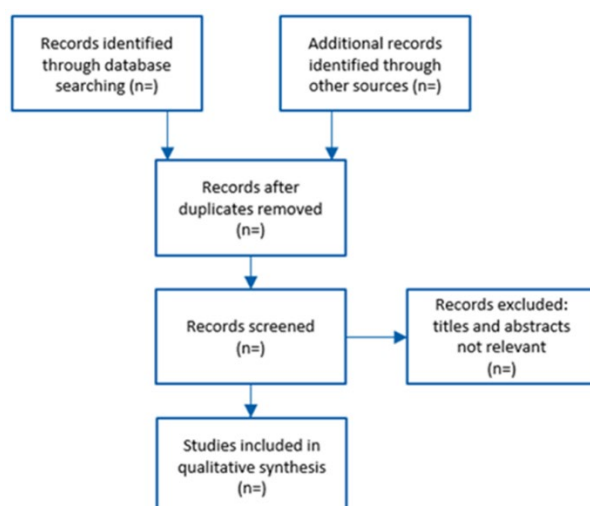 Records identified
through database
searching (n=)
Additional records
identified through
other sources (n=)
Records after
duplicates removed
(n=)
Records screened
(n=)
Records excluded:
titles and abstracts
not relevant
(n=)
Studies included in
qualitative synthesis
(n=)